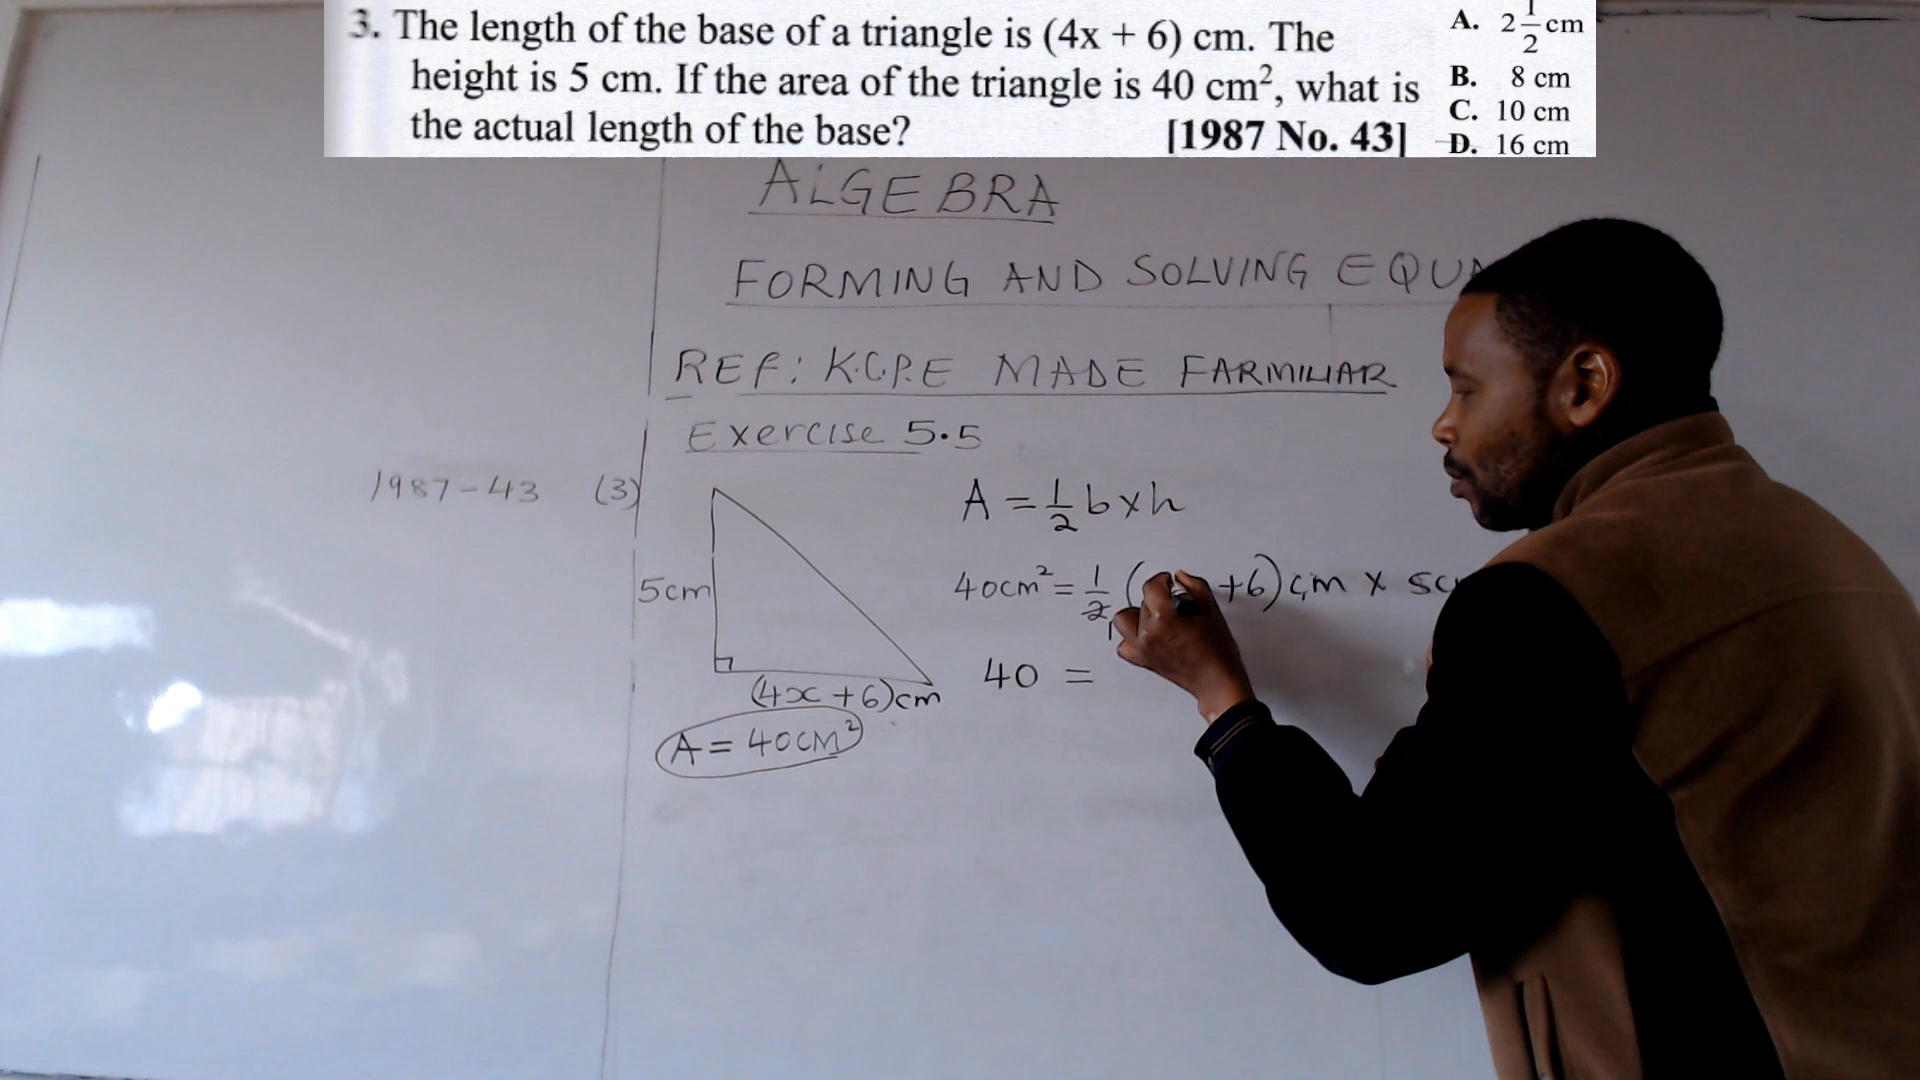 3. The length of the base of a triangle is (4x + 6) cm. The
height is 5 cm. If the area of the triangle is 40 cm², what is
the actual length of the base? [1987 No. 43]
A. 2 1/2 cm
B. 8 cm
C. 10 cm
D. 16 cm
ALGEBRA
FORMING AND SOLVING
REF: K.C.P.E MADE FARMILIAR
Exercise 5.5
1987-43 (3)
A = 1/2 b x h
5cm
40cm² = 1/2 ( +6) cm x
40 =
(4x + 6)cm
A = 40cm²